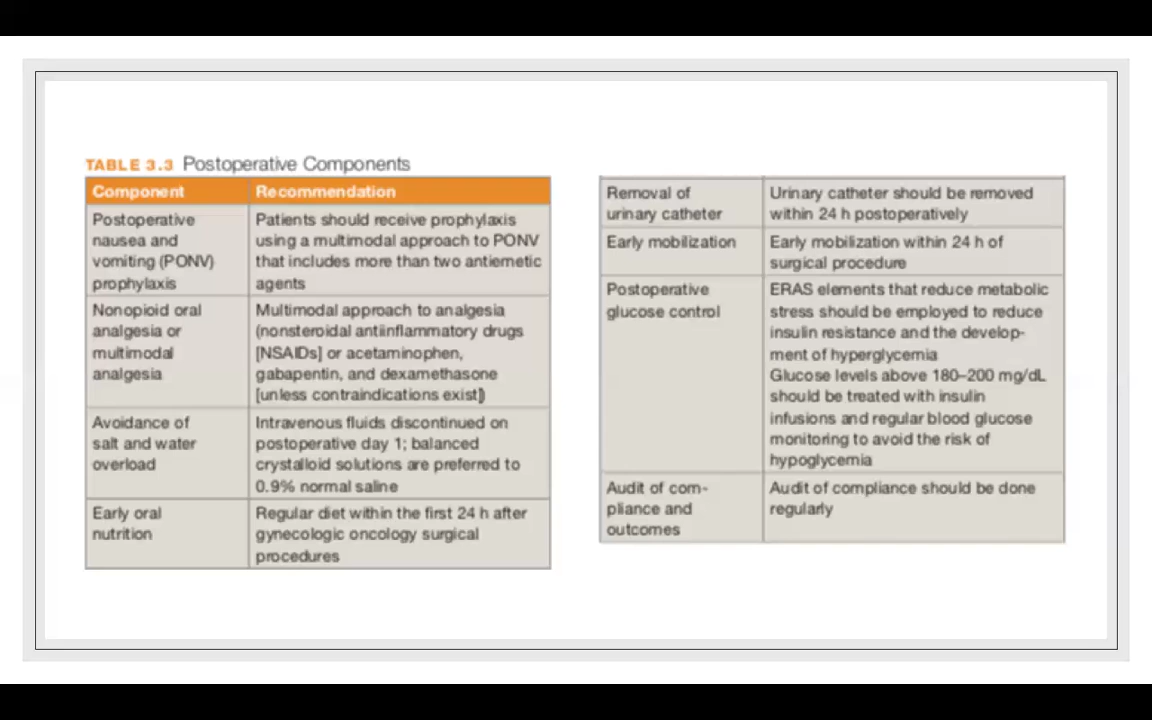 TABLE 3.3 Postoperative Components
Component Recommendation
Postoperative
nausea and
vomiting (PONV)
prophylaxis
Patients should receive prophylaxis
using a multimodal approach to PONV
that includes more than two antiemetic
agents
Nonopioid oral
analgesia or
multimodal
analgesia
Multimodal approach to analgesia
(nonsteroidal antiinflammatory drugs
[NSAIDs] or acetaminophen,
gabapentin, and dexamethasone
[unless contraindications exist])
Avoidance of
salt and water
overload
Intravenous fluids discontinued on
postoperative day 1; balanced
crystalloid solutions are preferred to
0.9% normal saline
Early oral
nutrition
Regular diet within the first 24 h after
gynecologic oncology surgical
procedures
Removal of
urinary catheter
Urinary catheter should be removed
within 24 h postoperatively
Early mobilization
Early mobilization within 24 h of
surgical procedure
Postoperative
glucose control
ERAS elements that reduce metabolic
stress should be employed to reduce
insulin resistance and the develop-
ment of hyperglycemia
Glucose levels above 180–200 mg/dL
should be treated with insulin
infusions and regular blood glucose
monitoring to avoid the risk of
hypoglycemia
Audit of com-
pliance and
outcomes
Audit of compliance should be done
regularly